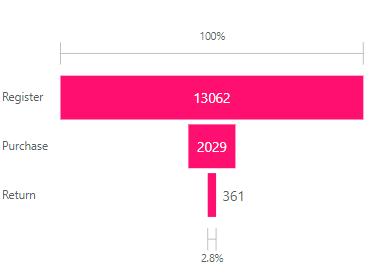 100%
Register 13062
Purchase 2029
Return 361
2.8%